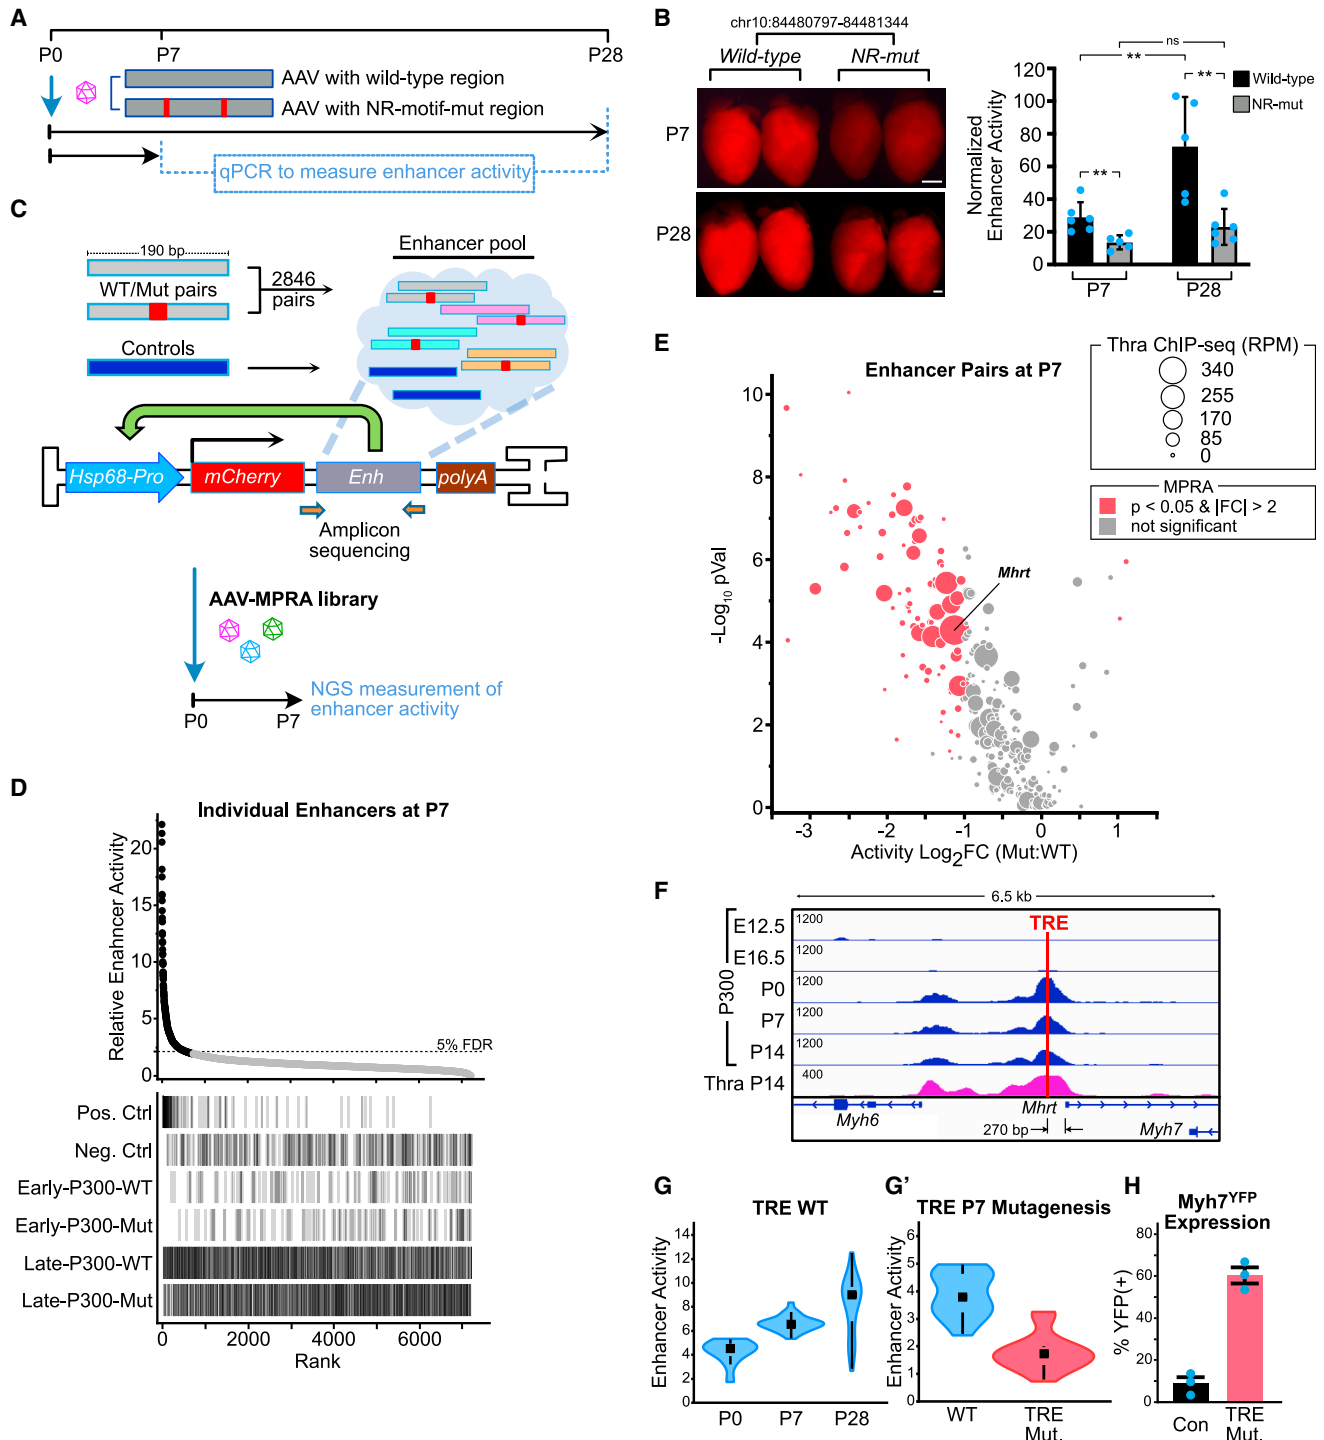 A
P0
P7
P28
AAV with wild-type region
AAV with NR-motif-mut region
qPCR to measure enhancer activity
B
chr10:84480797-84481344
Wild-type
NR-mut
P7
P28
Normalized
Enhancer Activity
120
100
80
60
40
20
0
**
**
**
ns
Wild-type
NR-mut
P7
P28
C
190 bp
WT/Mut pairs
2846
pairs
Controls
Enhancer pool
Hsp68-Pro
mCherry
Enh
polyA
Amplicon
sequencing
AAV-MPRA library
P0
P7
NGS measurement of
enhancer activity
D
Individual Enhancers at P7
Relative Enahncer Activity
20
15
10
5
0
5% FDR
Pos. Ctrl
Neg. Ctrl
Early-P300-WT
Early-P300-Mut
Late-P300-WT
Late-P300-Mut
0
2000
4000
6000
Rank
E
Enhancer Pairs at P7
Thra ChIP-seq (RPM)
340
255
170
85
0
MPRA
p < 0.05 & |FC| > 2
not significant
Mhrt
-Log10 pVal
10
8
6
4
2
0
-3
-2
-1
0
1
Activity Log2FC (Mut:WT)
F
6.5 kb
TRE
P300
E12.5
1200
E16.5
1200
P0
1200
P7
1200
P14
1200
Thra P14
400
Myh6
Mhrt
Myh7
270 bp
G
TRE WT
Enhancer Activity
14
12
10
8
6
4
2
0
P0
P7
P28
G'
TRE P7 Mutagenesis
Enhancer Activity
6
5
4
3
2
1
0
WT
TRE
Mut.
H
Myh7YFP
Expression
% YFP(+)
80
60
40
20
0
Con
TRE
Mut.